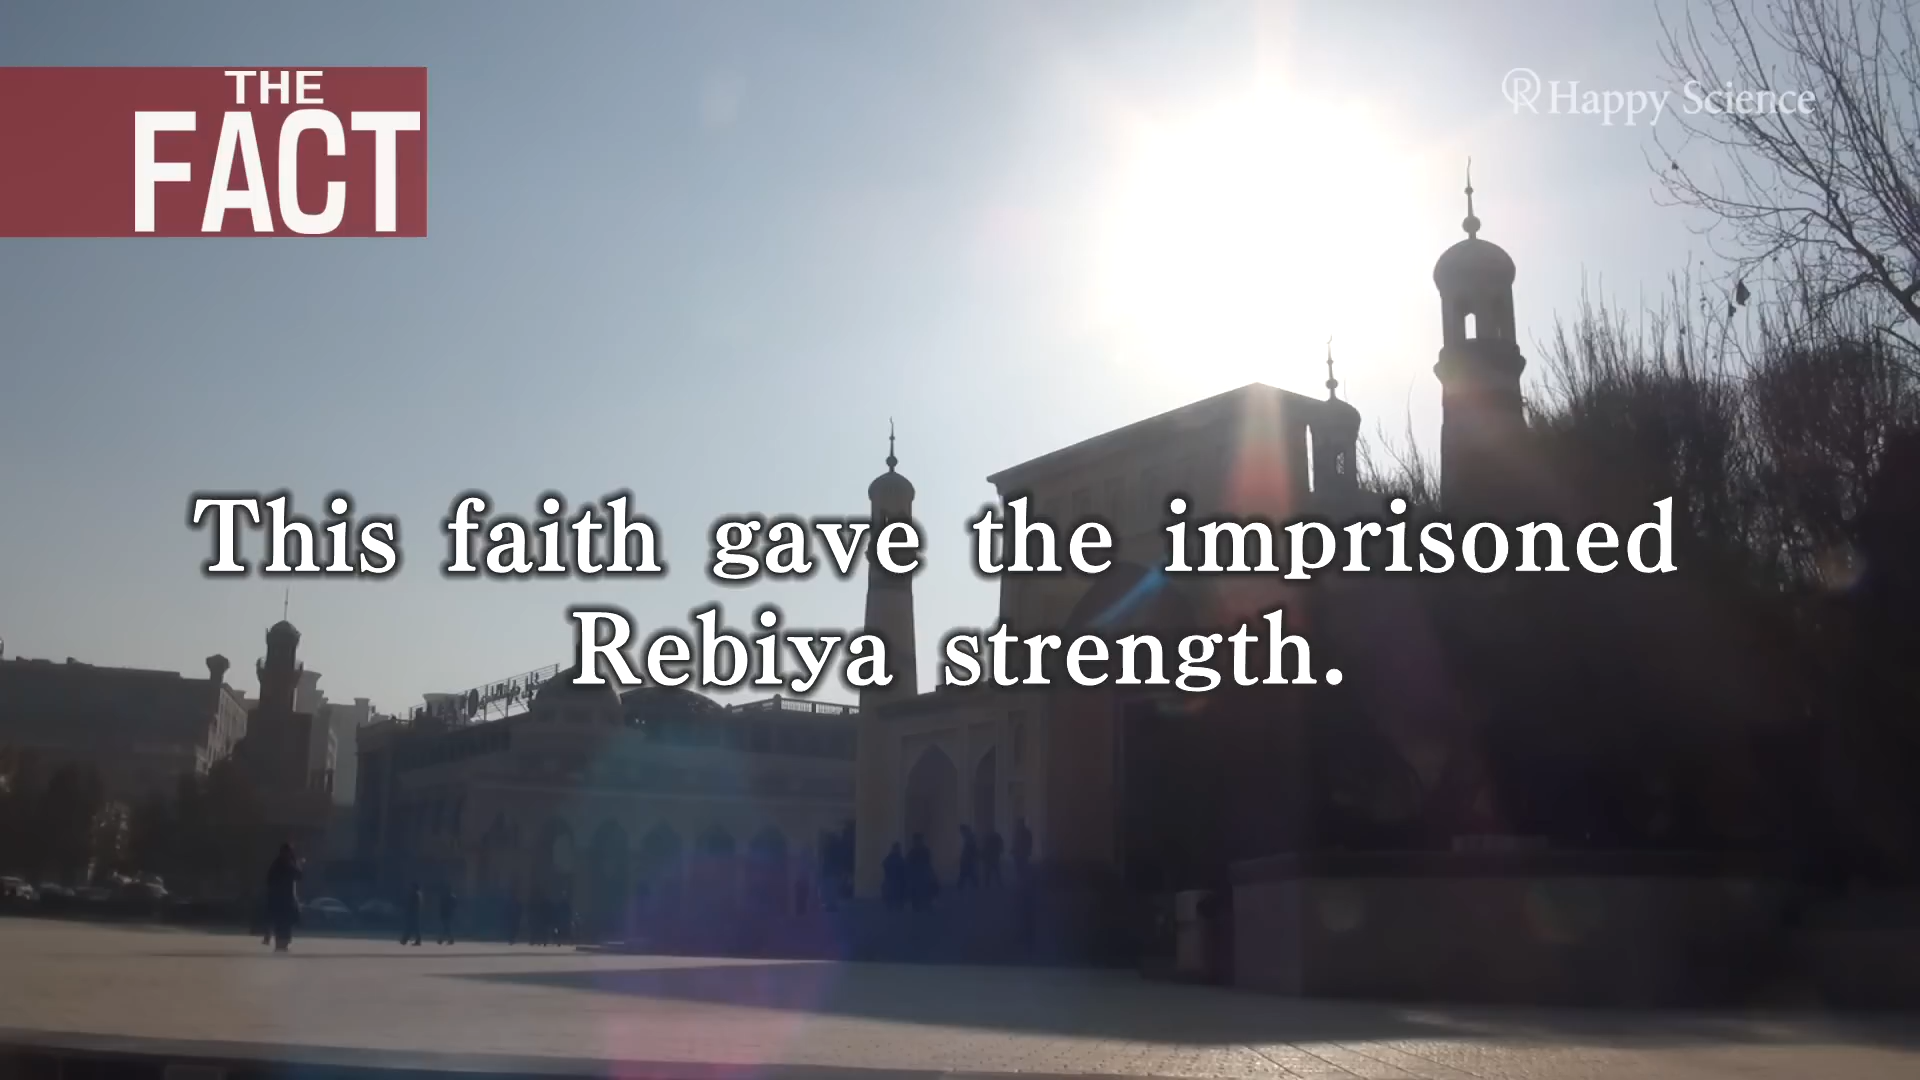 THE
FACT
Happy Science
This faith gave the imprisoned
Rebiya strength.